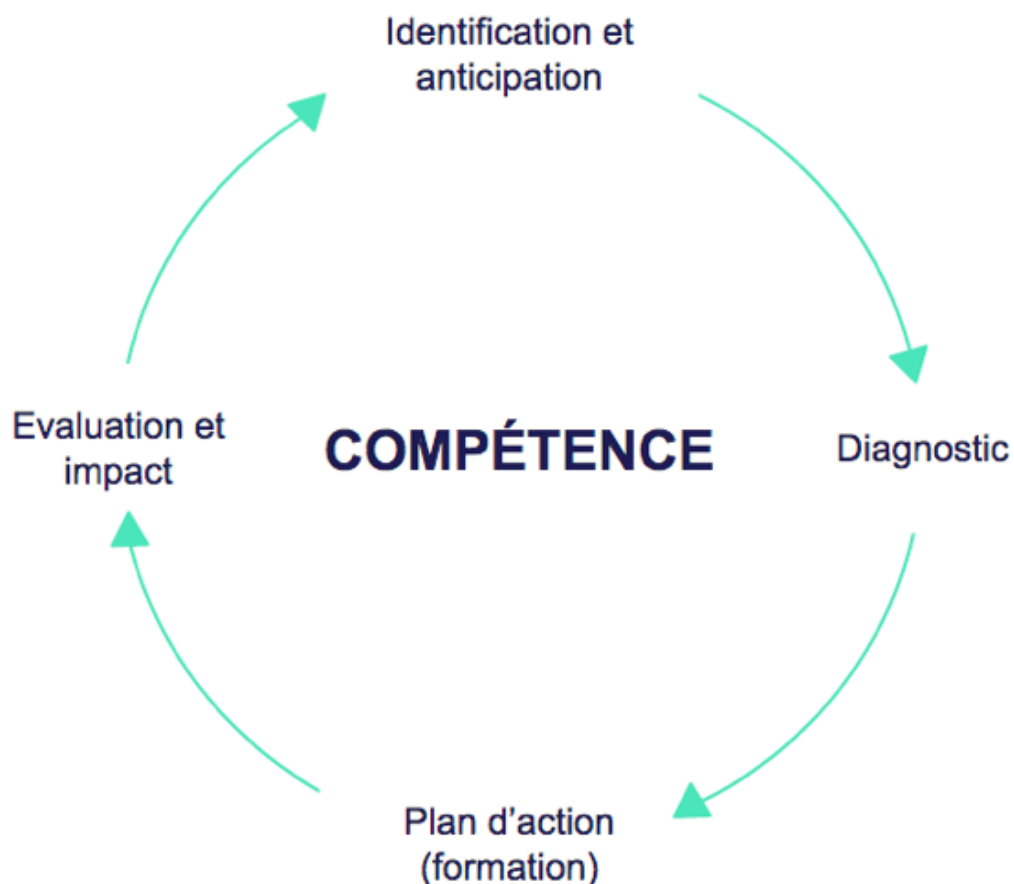 Identification et
anticipation
Evaluation et
impact
COMPÉTENCE
Diagnostic
Plan d’action
(formation)